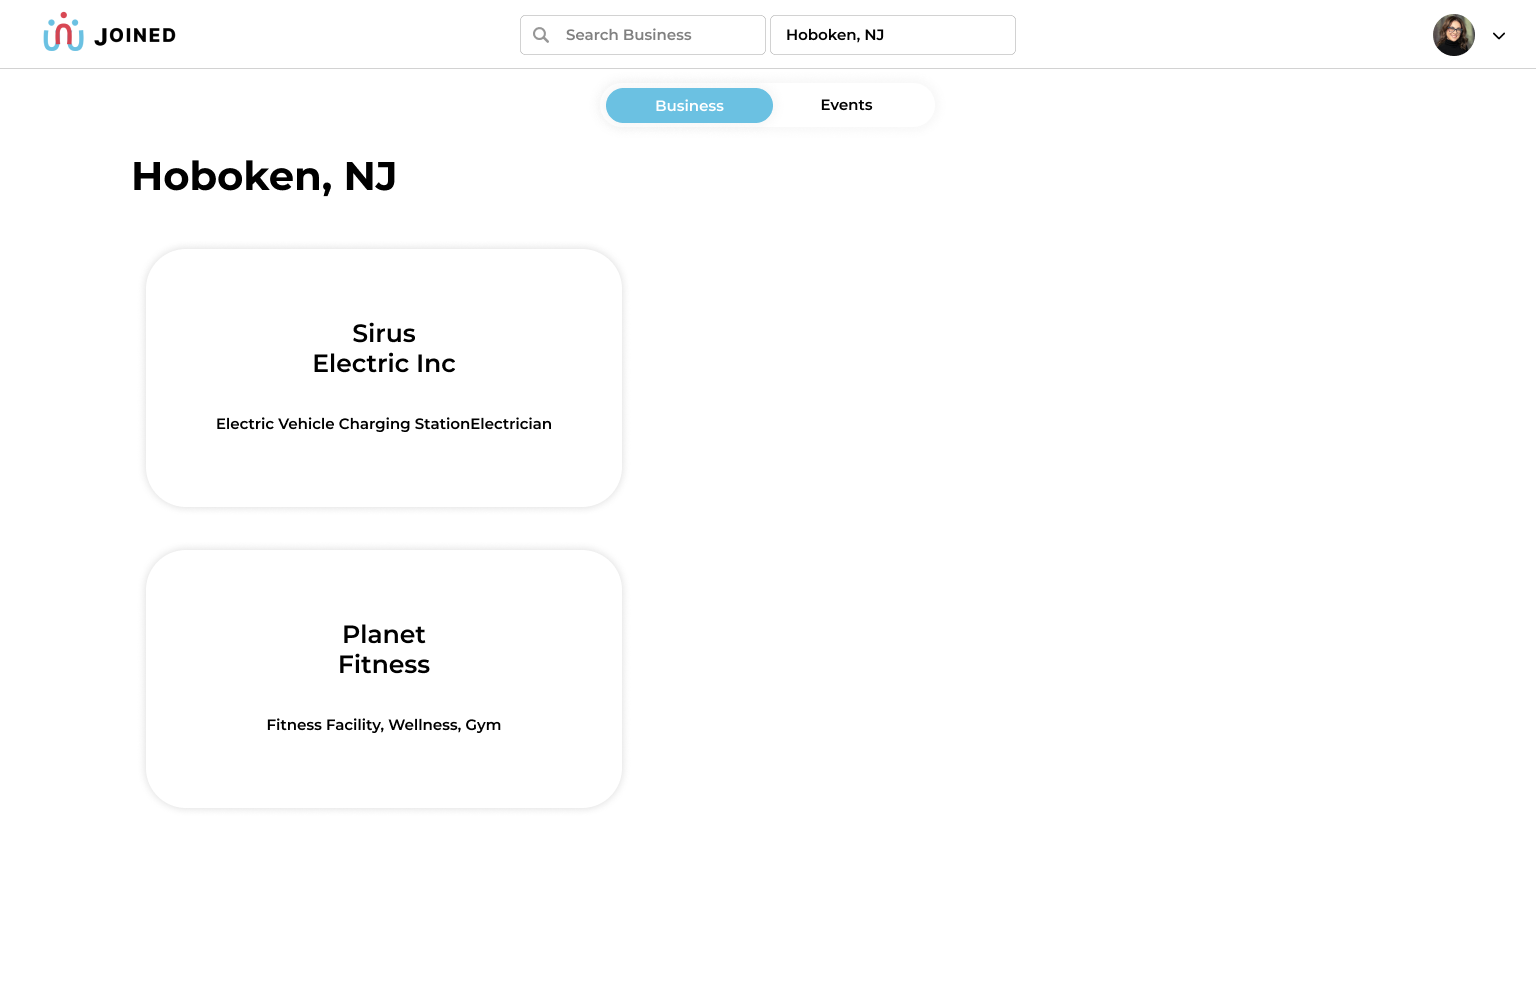 JOINED
Search Business
Hoboken, NJ
Business
Events
Hoboken, NJ
Sirus
Electric Inc
Electric Vehicle Charging StationElectrician
Planet
Fitness
Fitness Facility, Wellness, Gym